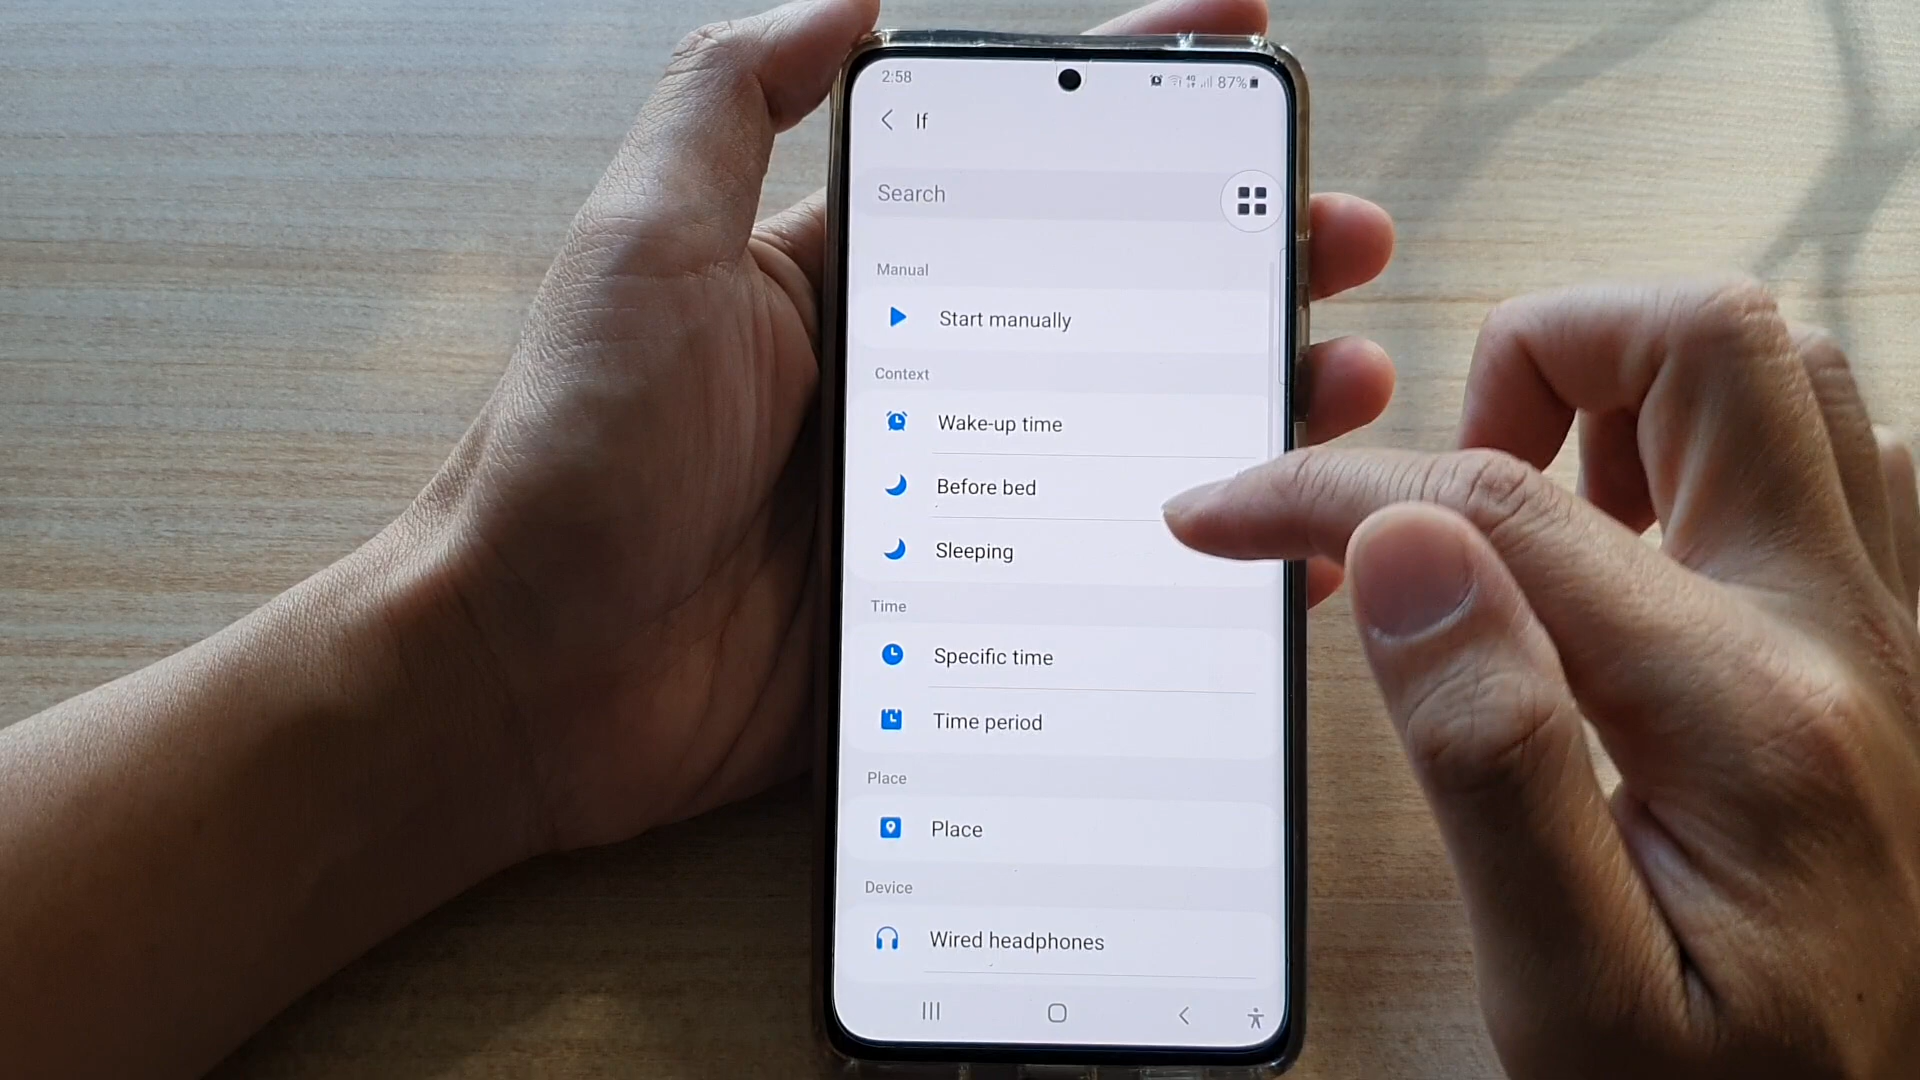 2:58
4G
87%
If
Search
Manual
Start manually
Context
Wake-up time
Before bed
Sleeping
Time
Specific time
Time period
Place
Place
Device
Wired headphones